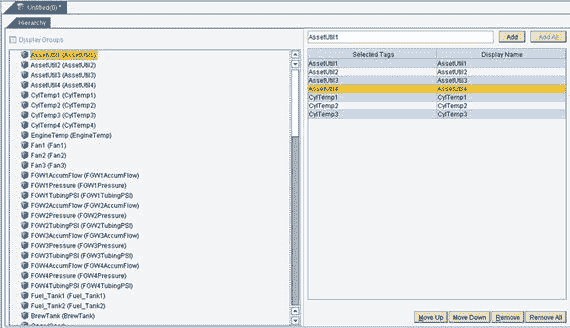 Untitled(0) *
Hierarchy
Display Groups
AssetUtil1 (AssetUtil1)
AssetUtil2 (AssetUtil2)
AssetUtil3 (AssetUtil3)
AssetUtil4 (AssetUtil4)
CylTemp1 (CylTemp1)
CylTemp2 (CylTemp2)
CylTemp3 (CylTemp3)
CylTemp4 (CylTemp4)
EngineTemp (EngineTemp)
Fan1 (Fan1)
Fan2 (Fan2)
Fan3 (Fan3)
FGW1AccumFlow (FGW1AccumFlow)
FGW1Pressure (FGW1Pressure)
FGW1TubingPSI (FGW1TubingPSI)
FGW2AccumFlow (FGW2AccumFlow)
FGW2Pressure (FGW2Pressure)
FGW2TubingPSI (FGW2TubingPSI)
FGW3AccumFlow (FGW3AccumFlow)
FGW3Pressure (FGW3Pressure)
FGW3TubingPSI (FGW3TubingPSI)
FGW4AccumFlow (FGW4AccumFlow)
FGW4Pressure (FGW4Pressure)
FGW4TubingPSI (FGW4TubingPSI)
Fuel_Tank1 (Fuel_Tank1)
Fuel_Tank2 (Fuel_Tank2)
BrewTank (BrewTank)
AssetUtil1 Add Add All
Selected Tags Display Name
AssetUtil1 AssetUtil1
AssetUtil2 AssetUtil2
AssetUtil3 AssetUtil3
AssetUtil4 AssetUtil4
CylTemp1 CylTemp1
CylTemp2 CylTemp2
CylTemp3 CylTemp3
Move Up Move Down Remove Remove All